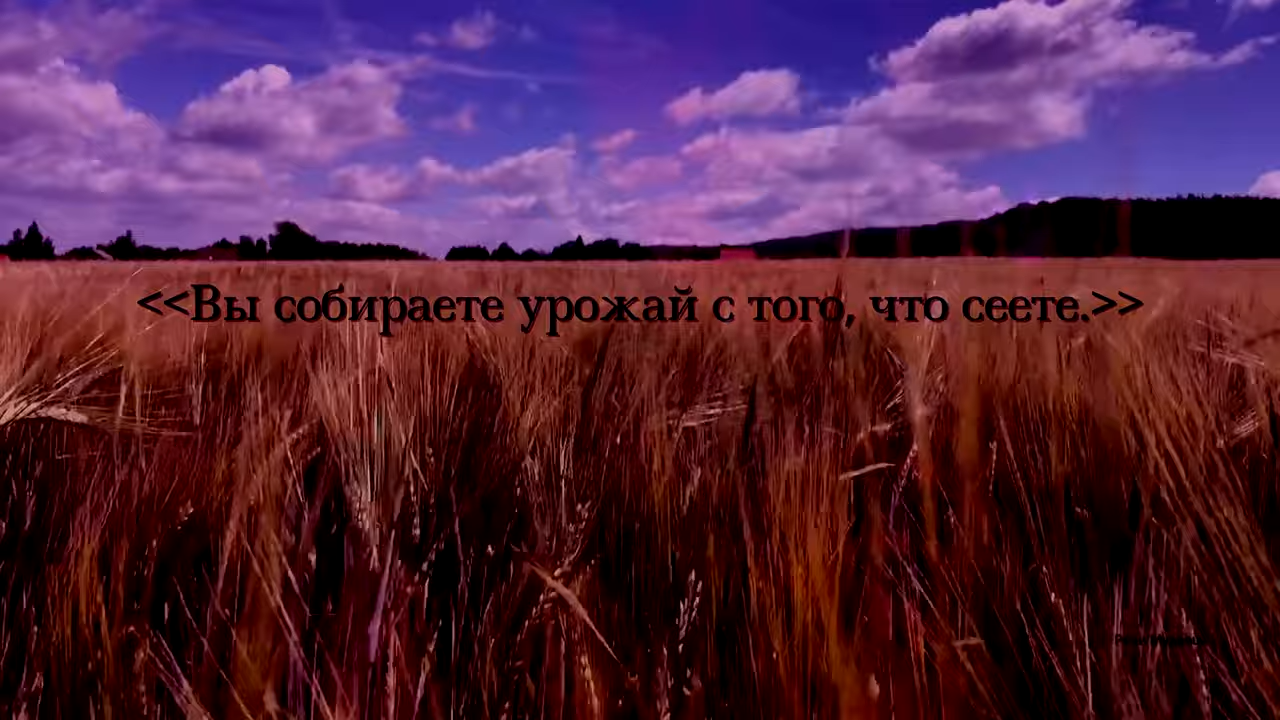 <<Вы собираете урожай с того, что сеете.>>